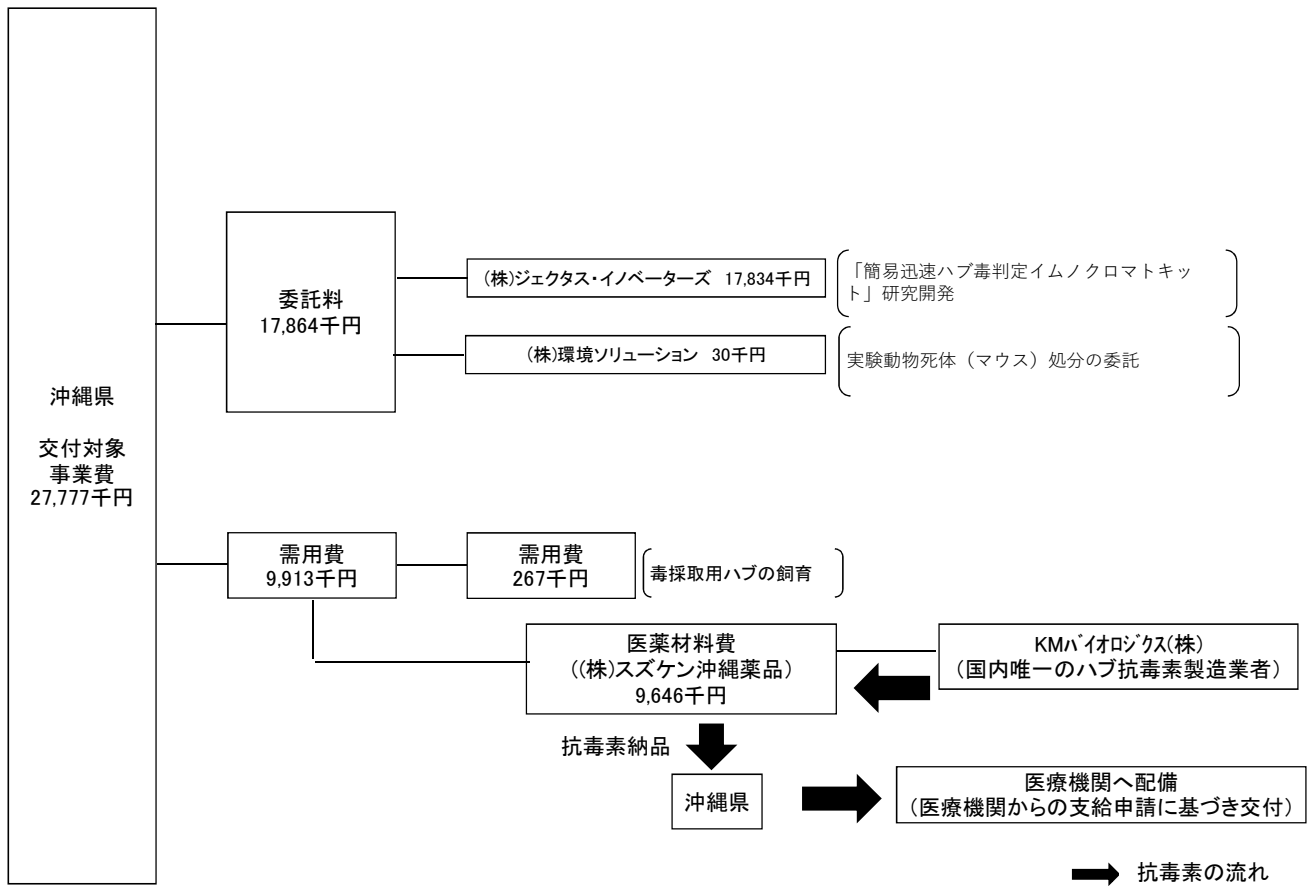 沖縄県
交付対象
事業費
27,777千円
委託料
17,864千円
(株)ジェクタス・イノベーターズ 17,834千円
「簡易迅速ハブ毒判定イムノクロマトキッ
ト」研究開発
(株)環境ソリューション 30千円
実験動物死体（マウス）処分の委託
需用費
9,913千円
需用費
267千円
毒採取用ハブの飼育
医薬材料費
((株)スズケン沖縄薬品)
9,646千円
KMﾊﾞｲｵﾛｼﾞｸｽ(株)
（国内唯一のハブ抗毒素製造業者）
抗毒素納品
沖縄県
医療機関へ配備
（医療機関からの支給申請に基づき交付）
抗毒素の流れ